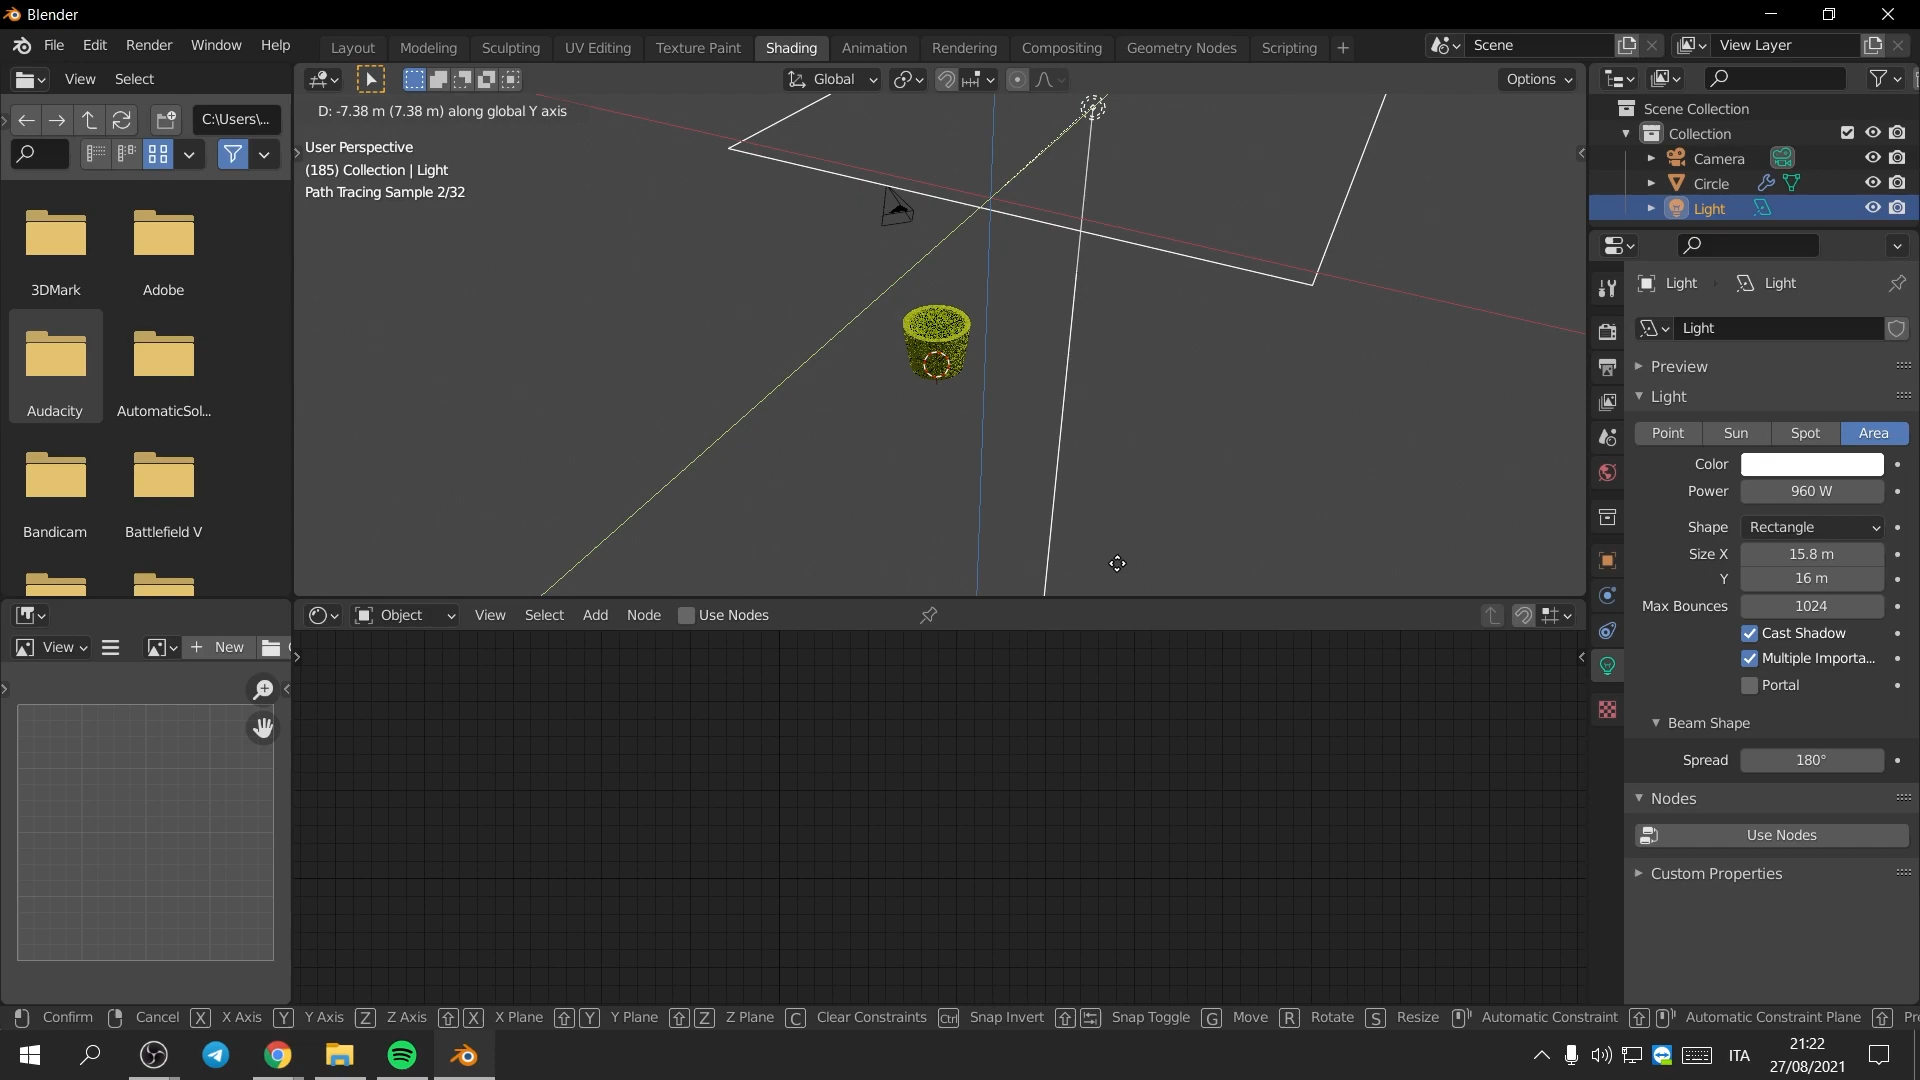 Blender
File Edit Render Window Help
Layout Modeling Sculpting UV Editing Texture Paint Shading Animation Rendering Compositing Geometry Nodes Scripting +
Scene
View Layer
View Select
Global
Options
C:\Users\...
D: -7.38 m (7.38 m) along global Y axis
User Perspective
(185) Collection | Light
Path Tracing Sample 2/32
3DMark
Adobe
Audacity
AutomaticSol...
Bandicam
Battlefield V
Scene Collection
Collection
Camera
Circle
Light
Light
Light
Light
Preview
Light
Point Sun Spot Area
Color
Power 960 W
Shape Rectangle
Size X 15.8 m
Y 16 m
Max Bounces 1024
Cast Shadow
Multiple Importa...
Portal
Beam Shape
Spread 180°
Nodes
Use Nodes
Custom Properties
Object View Select Add Node Use Nodes
View
+ New
Confirm Cancel X X Axis Y Y Axis Z Z Axis X X Plane Y Y Plane Z Z Plane C Clear Constraints Ctrl Snap Invert Snap Toggle G Move R Rotate S Resize Automatic Constraint Automatic Constraint Plane
ITA
21:22
27/08/2021